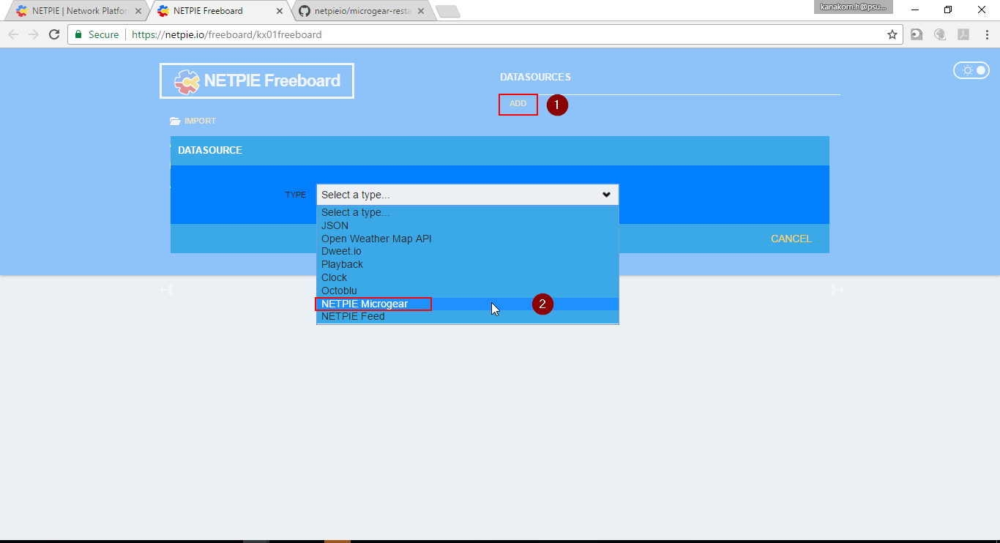 NETPIE | Network Platfor
NETPIE Freeboard
netpieio/microgear-resta
kanakorn.h@psu...
Secure
https://netpie.io/freeboard/kx01freeboard
NETPIE Freeboard
DATASOURCES
ADD
1
IMPORT
DATASOURCE
TYPE
Select a type...
Select a type...
JSON
Open Weather Map API
Dweet.io
Playback
Clock
Octoblu
NETPIE Microgear
2
NETPIE Feed
CANCEL